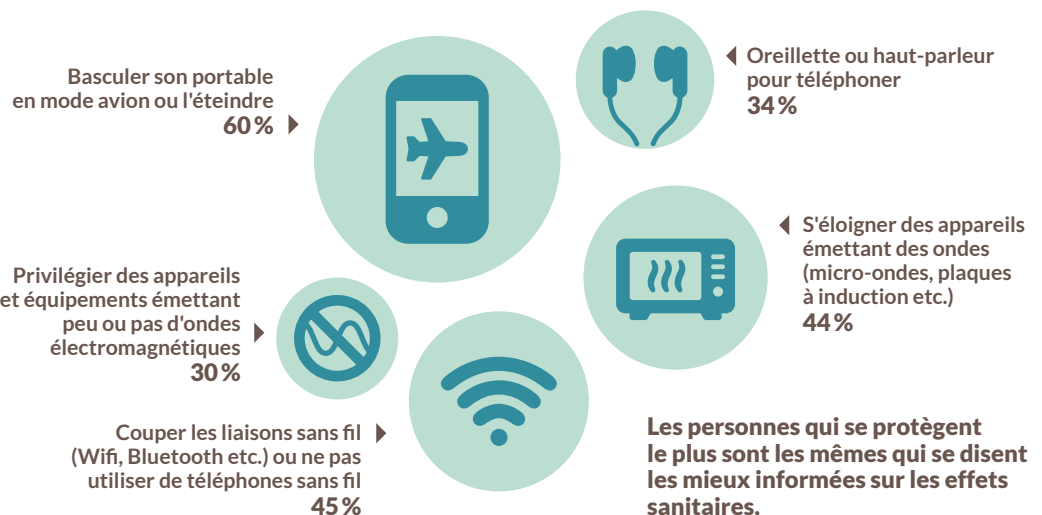 Basculer son portable
en mode avion ou l'éteindre
60 %
Oreillette ou haut-parleur
pour téléphoner
34 %
S'éloigner des appareils
émettant des ondes
(micro-ondes, plaques
à induction etc.)
44 %
Privilégier des appareils
et équipements émettant
peu ou pas d'ondes
électromagnétiques
30 %
Couper les liaisons sans fil
(Wifi, Bluetooth etc.) ou ne pas
utiliser de téléphones sans fil
45 %
Les personnes qui se protègent
le plus sont les mêmes qui se disent
les mieux informées sur les effets
sanitaires.